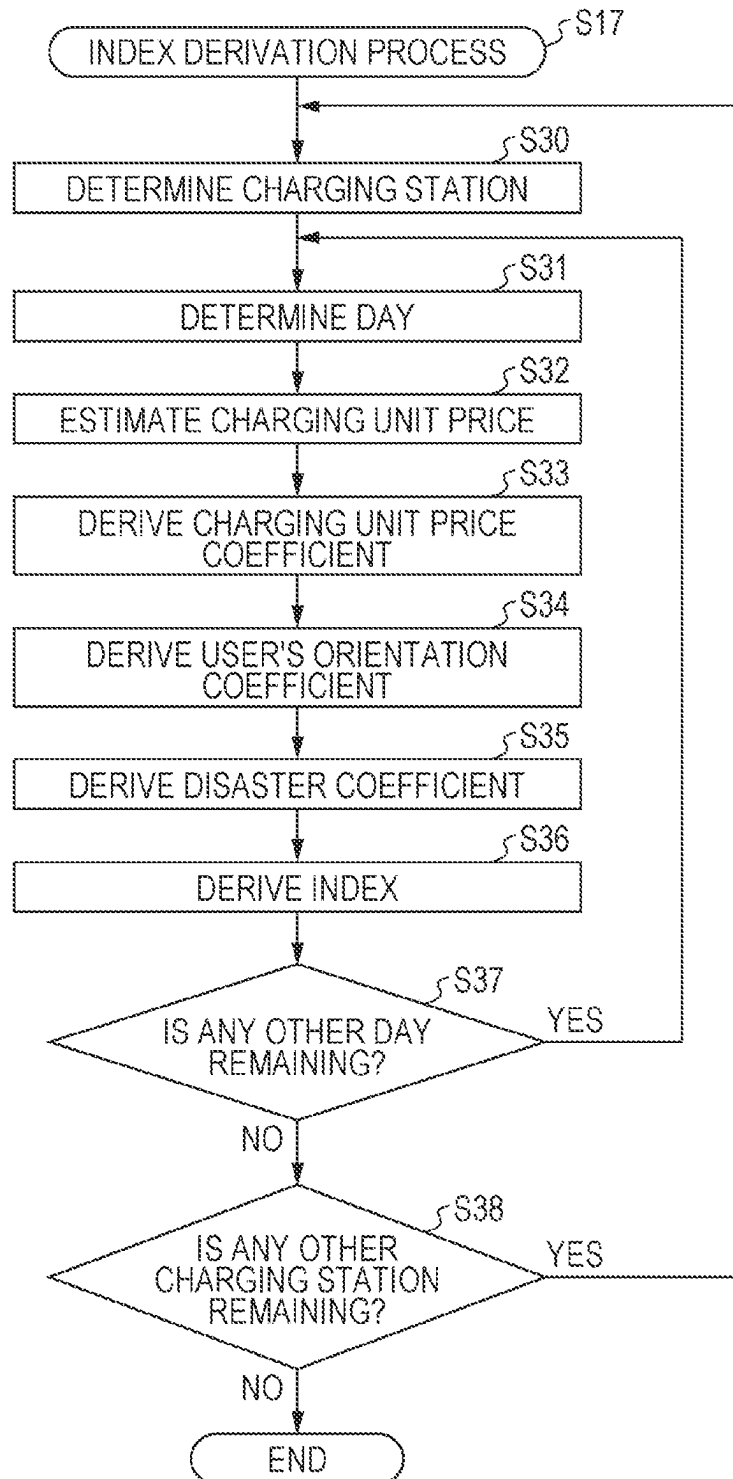 S17
INDEX DERIVATION PROCESS
S30
DETERMINE CHARGING STATION
S31
DETERMINE DAY
S32
ESTIMATE CHARGING UNIT PRICE
S33
DERIVE CHARGING UNIT PRICE
COEFFICIENT
S34
DERIVE USER'S ORIENTATION
COEFFICIENT
S35
DERIVE DISASTER COEFFICIENT
S36
DERIVE INDEX
S37
IS ANY OTHER DAY
REMAINING?
YES
NO
S38
IS ANY OTHER
CHARGING STATION
REMAINING?
YES
NO
END